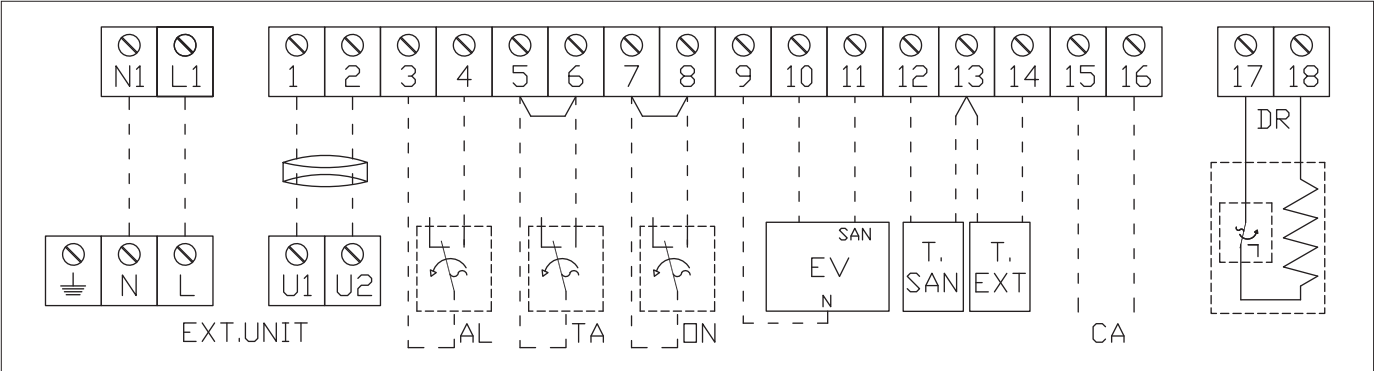 N1 L1 1 2 3 4 5 6 7 8 9 10 11 12 13 14 15 16 17 18
DR
SAN
EV
N
T. SAN
T. EXT
N L U1 U2
EXT.UNIT AL TA ON CA